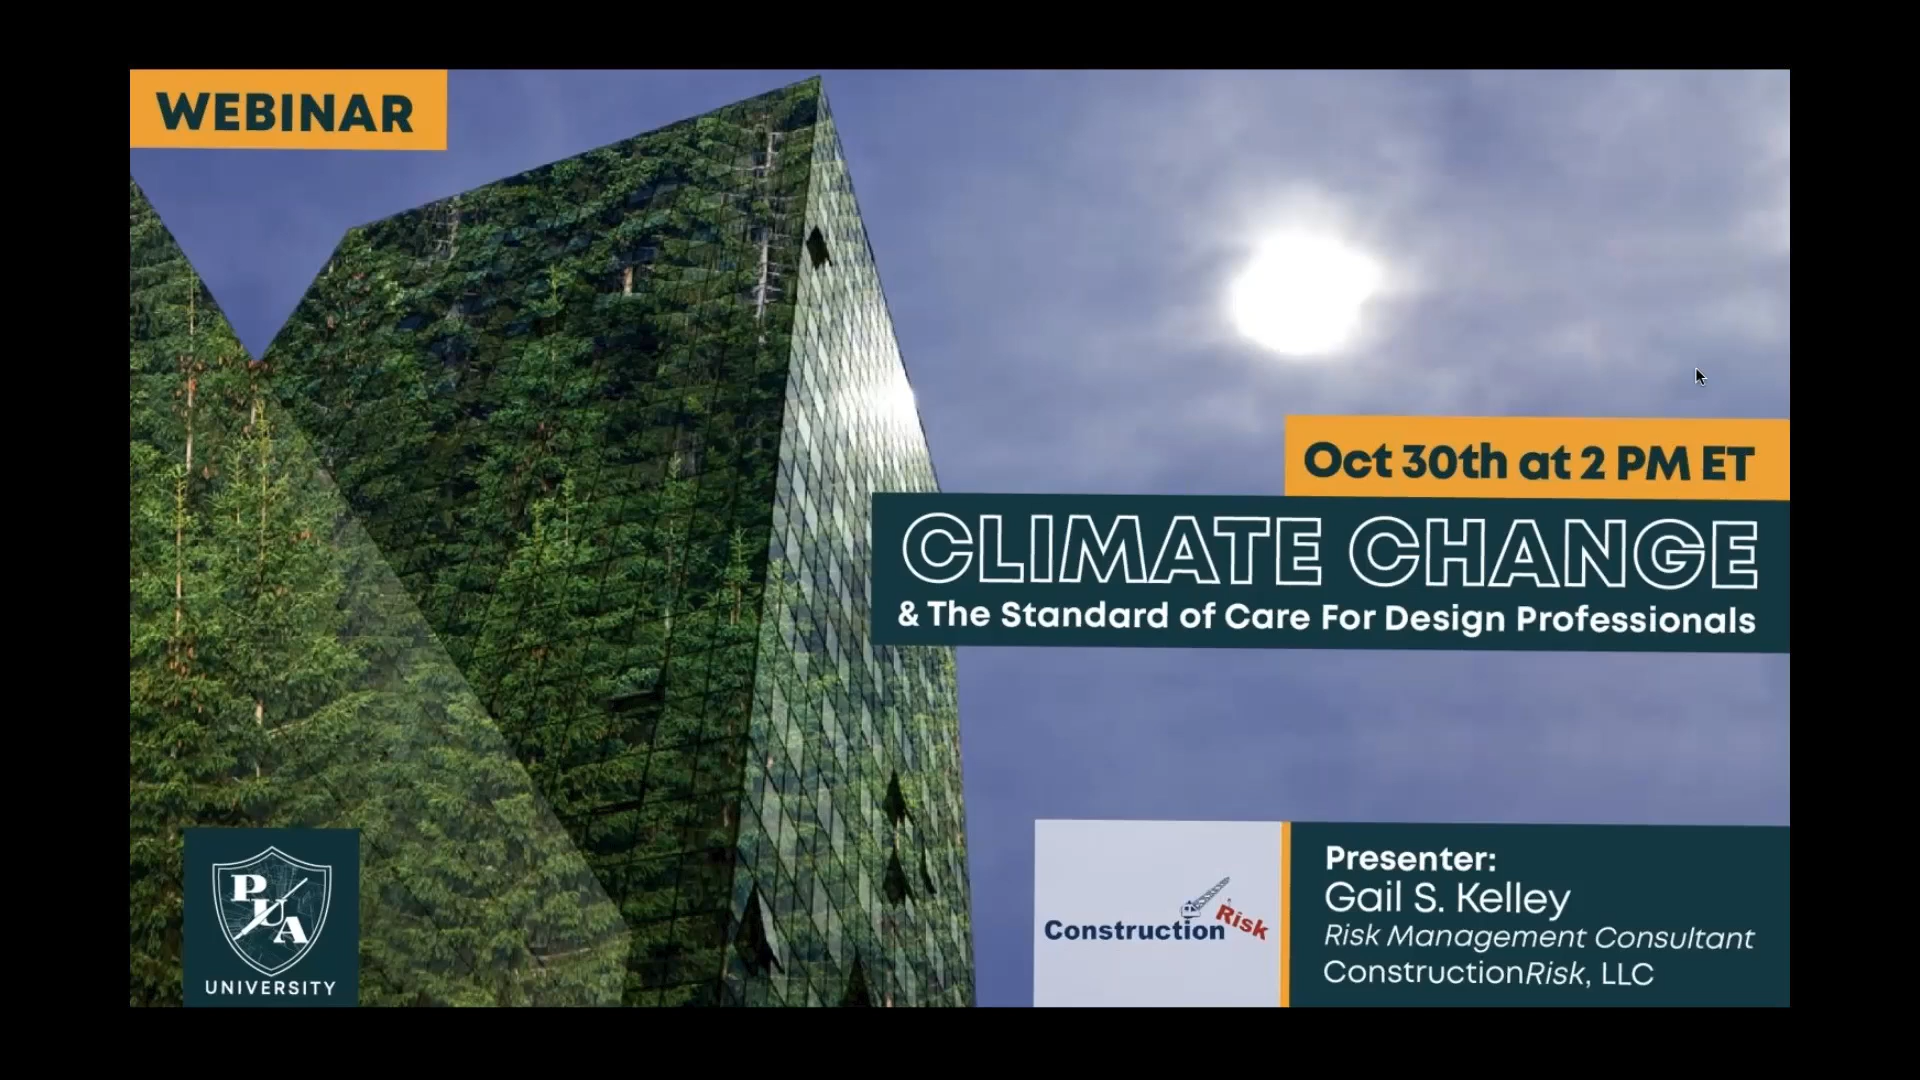 WEBINAR
Oct 30th at 2 PM ET
CLIMATE CHANGE
& The Standard of Care For Design Professionals
PUA
UNIVERSITY
Construction Risk
Presenter:
Gail S. Kelley
Risk Management Consultant
ConstructionRisk, LLC